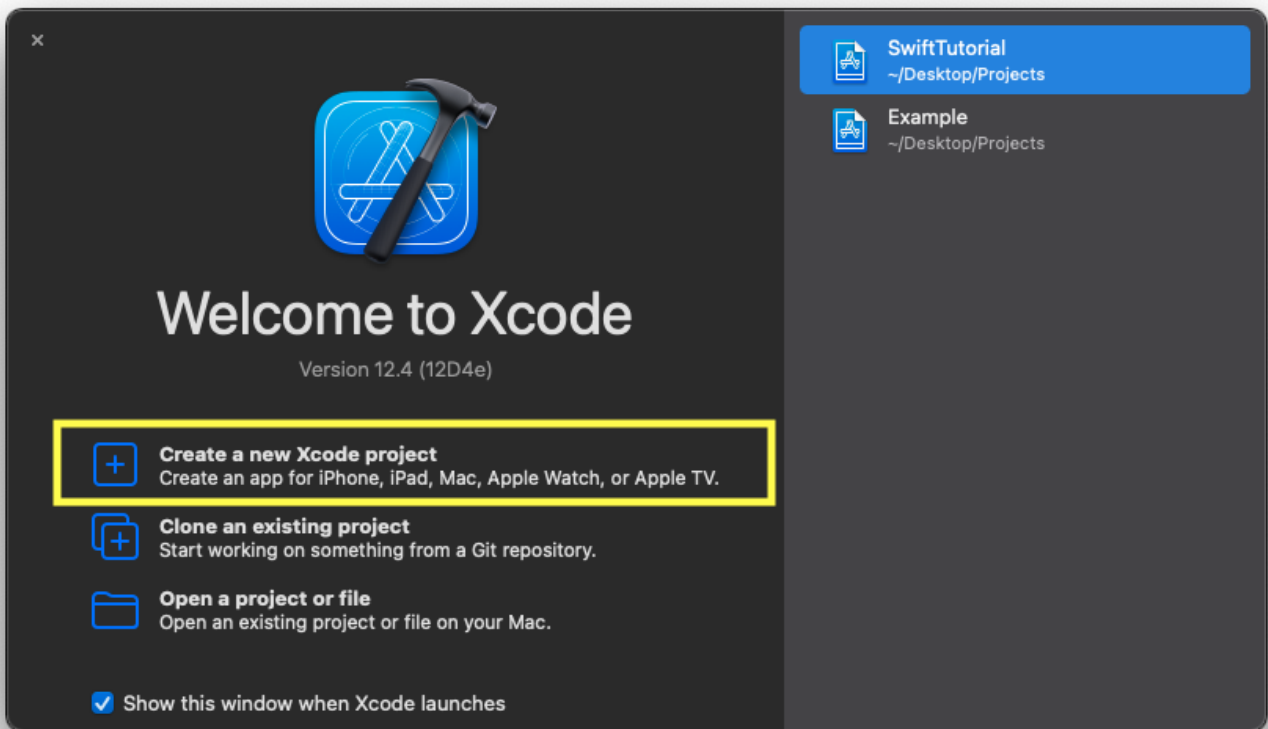 Welcome to Xcode
Version 12.4 (12D4e)
Create a new Xcode project
Create an app for iPhone, iPad, Mac, Apple Watch, or Apple TV.
Clone an existing project
Start working on something from a Git repository.
Open a project or file
Open an existing project or file on your Mac.
Show this window when Xcode launches
SwiftTutorial
~/Desktop/Projects
Example
~/Desktop/Projects